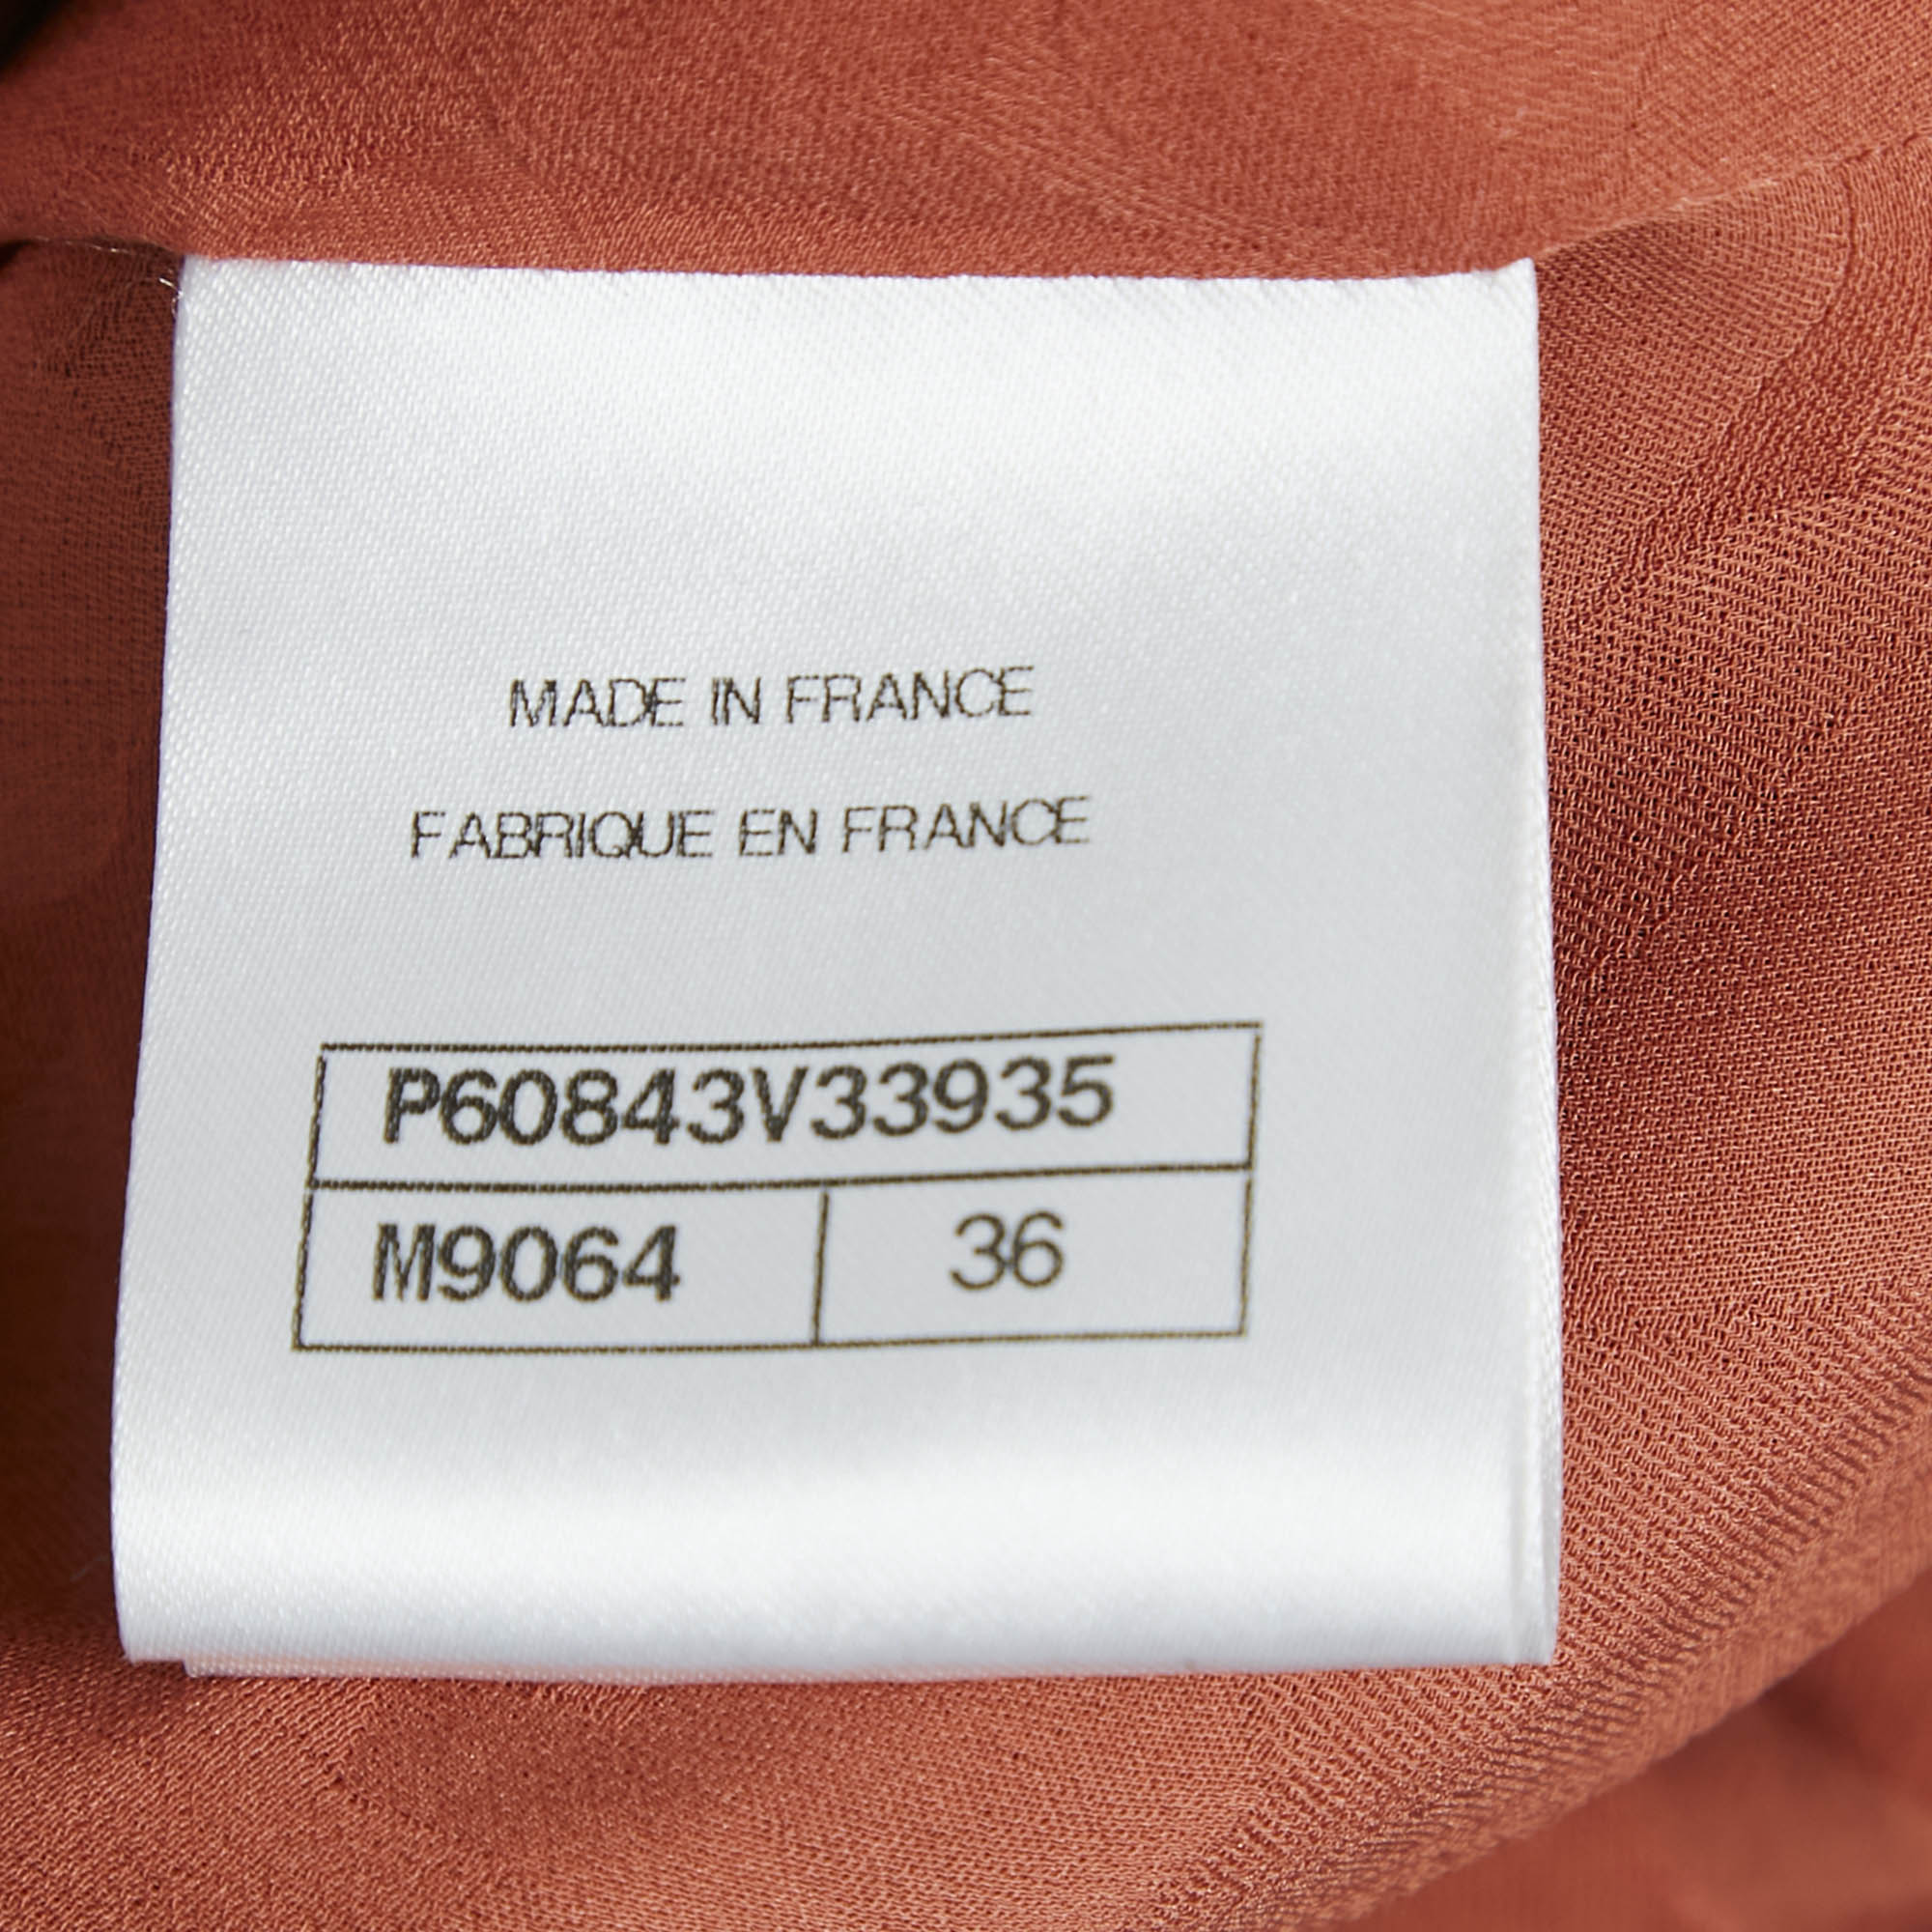 MADE IN FRANCE
FABRIQUE EN FRANCE
P60843V33935
M9064 36